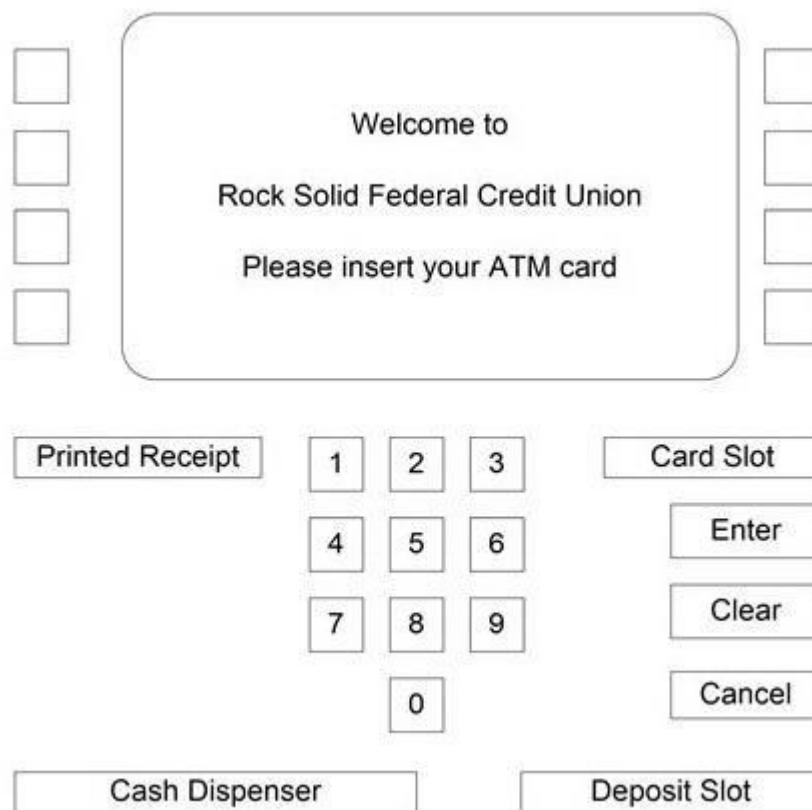 Welcome to
Rock Solid Federal Credit Union
Please insert your ATM card
Printed Receipt
1 2 3
Card Slot
4 5 6
Enter
7 8 9
Clear
0
Cancel
Cash Dispenser
Deposit Slot